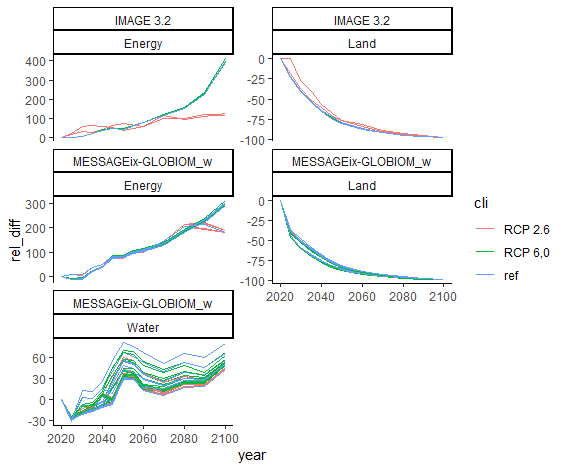 IMAGE 3.2
IMAGE 3.2
Energy
Land
400
300
200
100
0
0
-25
-50
-75
-100
MESSAGEix-GLOBIOM_w
MESSAGEix-GLOBIOM_w
Energy
Land
300
200
100
0
0
-25
-50
-75
-100
2020 2040 2060 2080 2100
MESSAGEix-GLOBIOM_w
Water
60
30
0
-30
2020 2040 2060 2080 2100
year
rel_diff
cli
RCP 2.6
RCP 6,0
ref